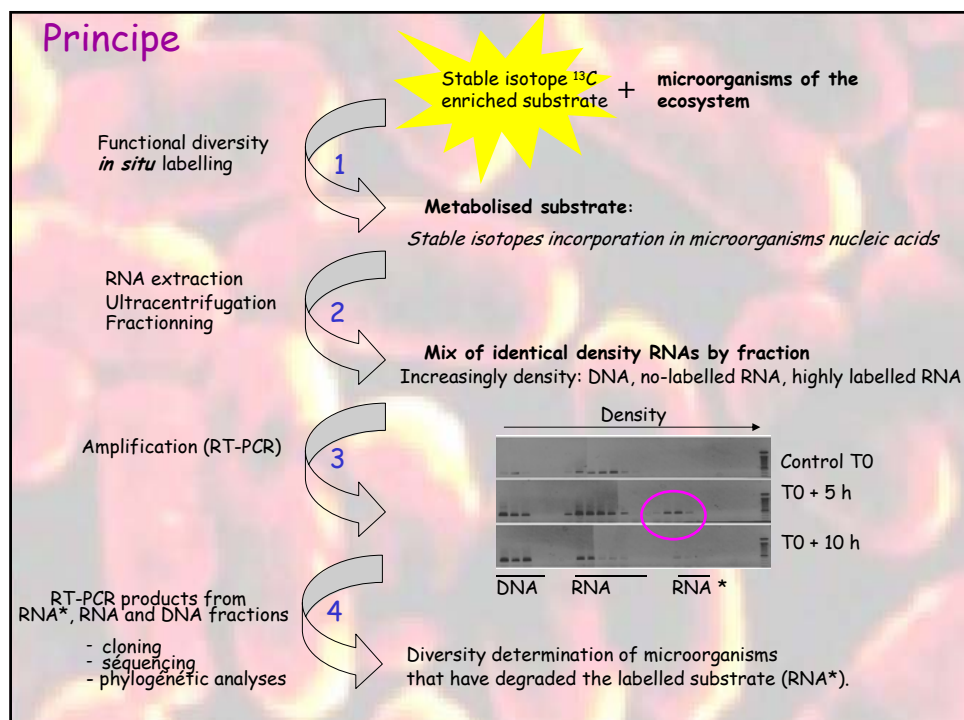 Principe
Stable isotope ¹³C
enriched substrate
+
microorganisms of the
ecosystem
Functional diversity
in situ labelling
1
Metabolised substrate:
Stable isotopes incorporation in microorganisms nucleic acids
RNA extraction
Ultracentrifugation
Fractionning
2
Mix of identical density RNAs by fraction
Increasingly density: DNA, no-labelled RNA, highly labelled RNA
Amplification (RT-PCR)
3
Density
Control T0
T0 + 5 h
T0 + 10 h
DNA RNA RNA *
RT-PCR products from
RNA*, RNA and DNA fractions
- cloning
- séquencing
- phylogénétic analyses
4
Diversity determination of microorganisms
that have degraded the labelled substrate (RNA*).